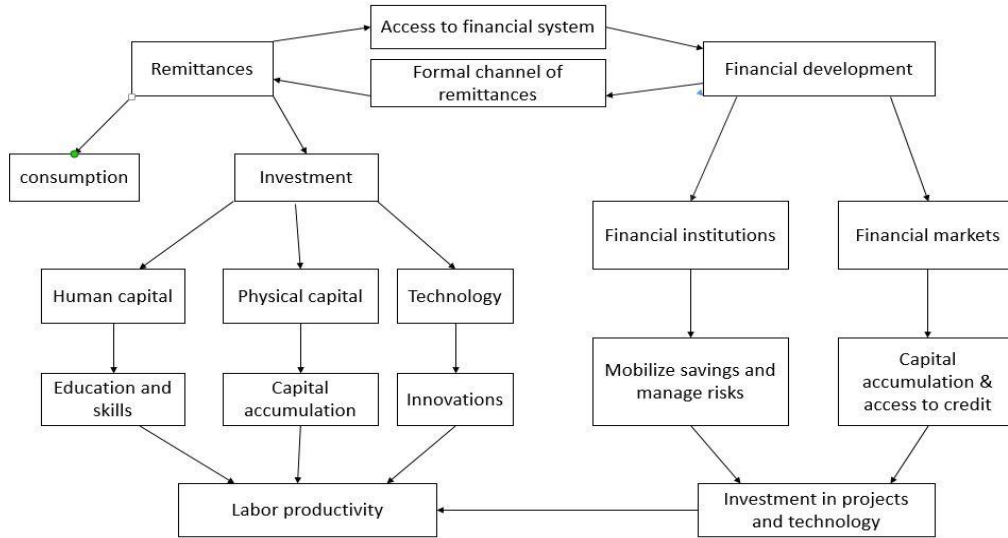 Access to financial system
Remittances
Formal channel of
remittances
Financial development
consumption
Investment
Financial institutions
Financial markets
Human capital
Physical capital
Technology
Education and
skills
Capital
accumulation
Innovations
Mobilize savings and
manage risks
Capital
accumulation &
access to credit
Labor productivity
Investment in projects
and technology